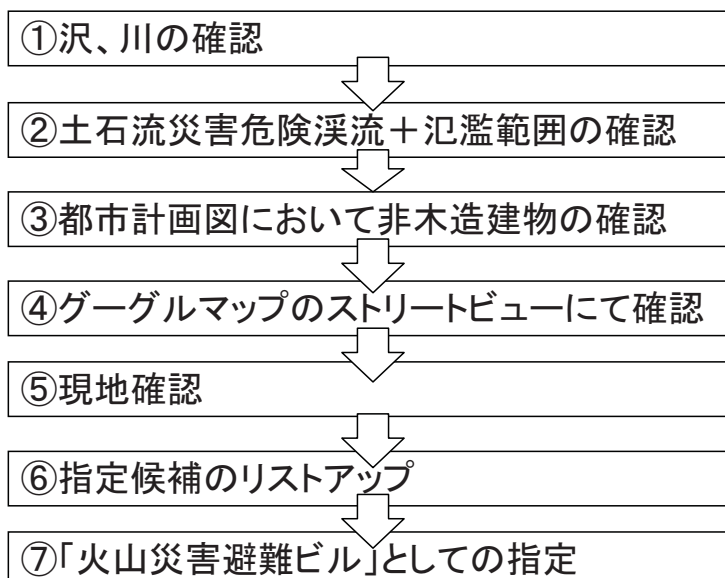 ①沢、川の確認
②土石流災害危険渓流＋氾濫範囲の確認
③都市計画図において非木造建物の確認
④グーグルマップのストリートビューにて確認
⑤現地確認
⑥指定候補のリストアップ
⑦「火山災害避難ビル」としての指定